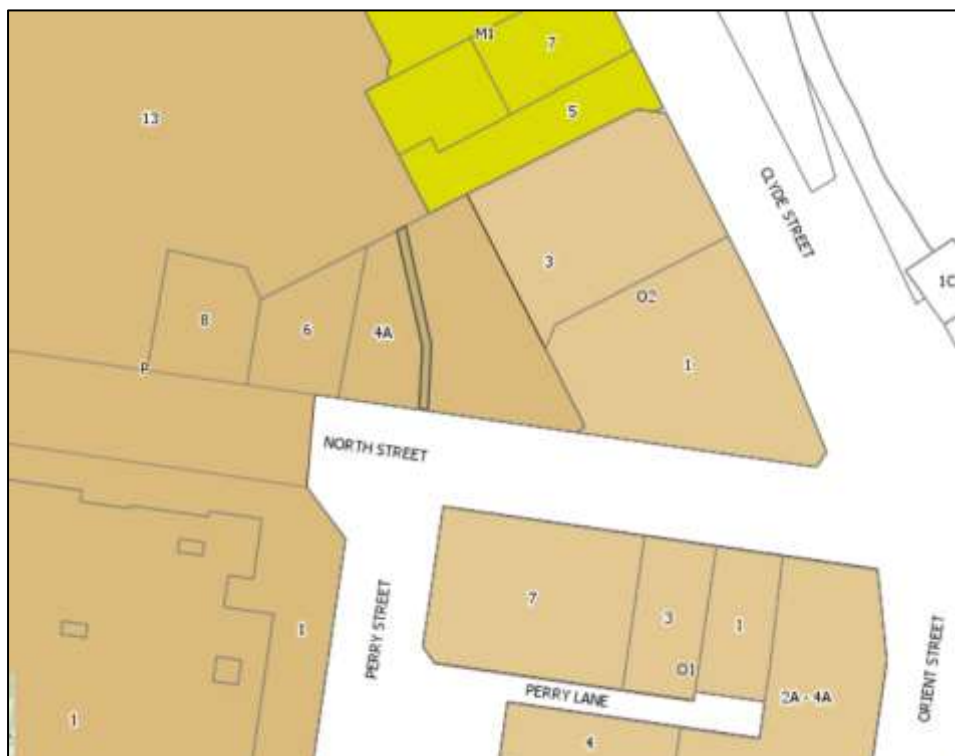 M1
7
13
5
CLYDE STREET
3
1C
O2
8
6
4A
1
P
NORTH STREET
7
3
1
1
PERRY STREET
O1
ORIENT STREET
PERRY LANE
2A - 4A
1
4